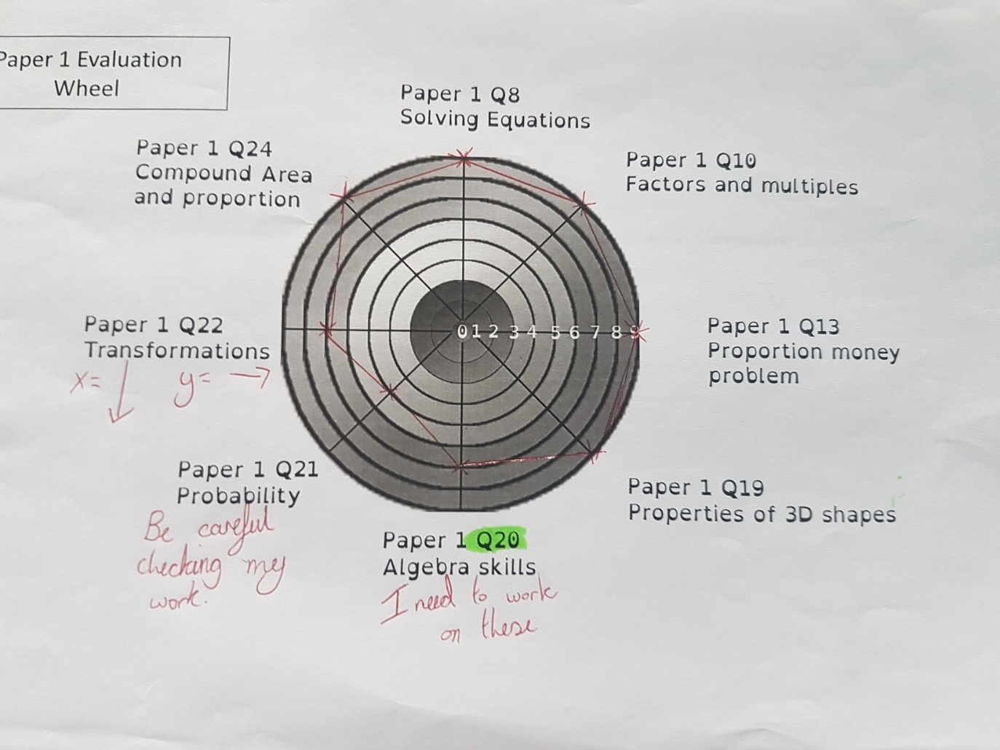 Paper 1 Evaluation
Wheel
Paper 1 Q8
Solving Equations
Paper 1 Q24
Compound Area
and proportion
Paper 1 Q10
Factors and multiples
Paper 1 Q22
Transformations
x= y=
0 1 2 3 4 5 6 7 8 9
Paper 1 Q13
Proportion money
problem
Paper 1 Q21
Probability
Be careful
checking my
work.
Paper 1 Q19
Properties of 3D shapes
Paper 1 Q20
Algebra skills
I need to work
on these